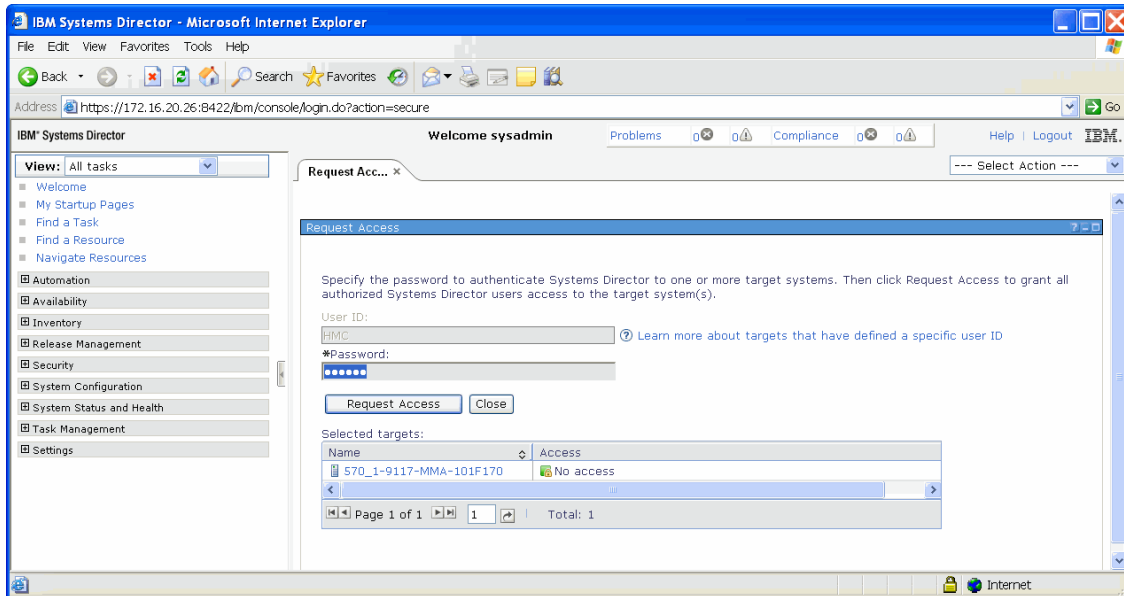 IBM Systems Director - Microsoft Internet Explorer
File Edit View Favorites Tools Help
Back Search Favorites
Address https://172.16.20.26:8422/ibm/console/login.do?action=secure Go
IBM® Systems Director Welcome sysadmin Problems 0 0 Compliance 0 0 Help | Logout IBM.
View: All tasks
Request Acc... ×
--- Select Action ---
Welcome
My Startup Pages
Find a Task
Find a Resource
Navigate Resources
Automation
Availability
Inventory
Release Management
Security
System Configuration
System Status and Health
Task Management
Settings
Request Access
Specify the password to authenticate Systems Director to one or more target systems. Then click Request Access to grant all
authorized Systems Director users access to the target system(s).
User ID:
HMC
Learn more about targets that have defined a specific user ID
*Password:
••••••
Request Access Close
Selected targets:
Name Access
570_1-9117-MMA-101F170 No access
Page 1 of 1 1 Total: 1
Internet